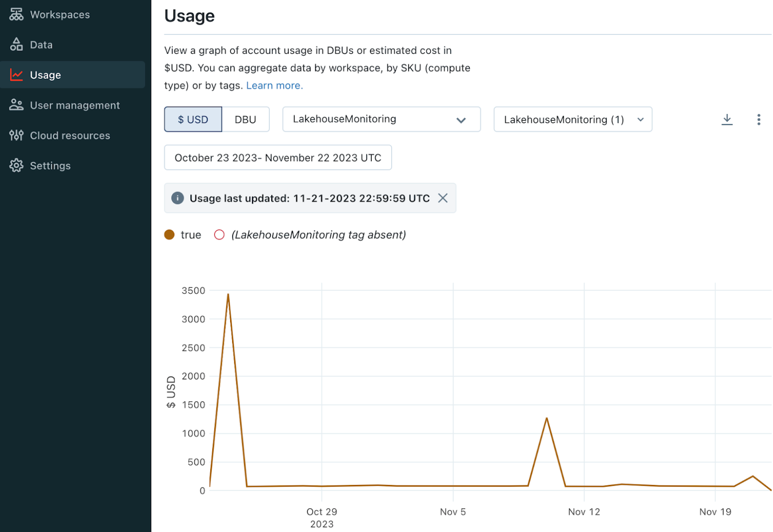 Workspaces
Data
Usage
User management
Cloud resources
Settings
Usage
View a graph of account usage in DBUs or estimated cost in
$USD. You can aggregate data by workspace, by SKU (compute
type) or by tags. Learn more.
$ USD DBU LakehouseMonitoring LakehouseMonitoring (1)
October 23 2023- November 22 2023 UTC
Usage last updated: 11-21-2023 22:59:59 UTC
true (LakehouseMonitoring tag absent)
3500
3000
2500
2000
1500
1000
500
0
$ USD
Oct 29 Nov 5 Nov 12 Nov 19
2023